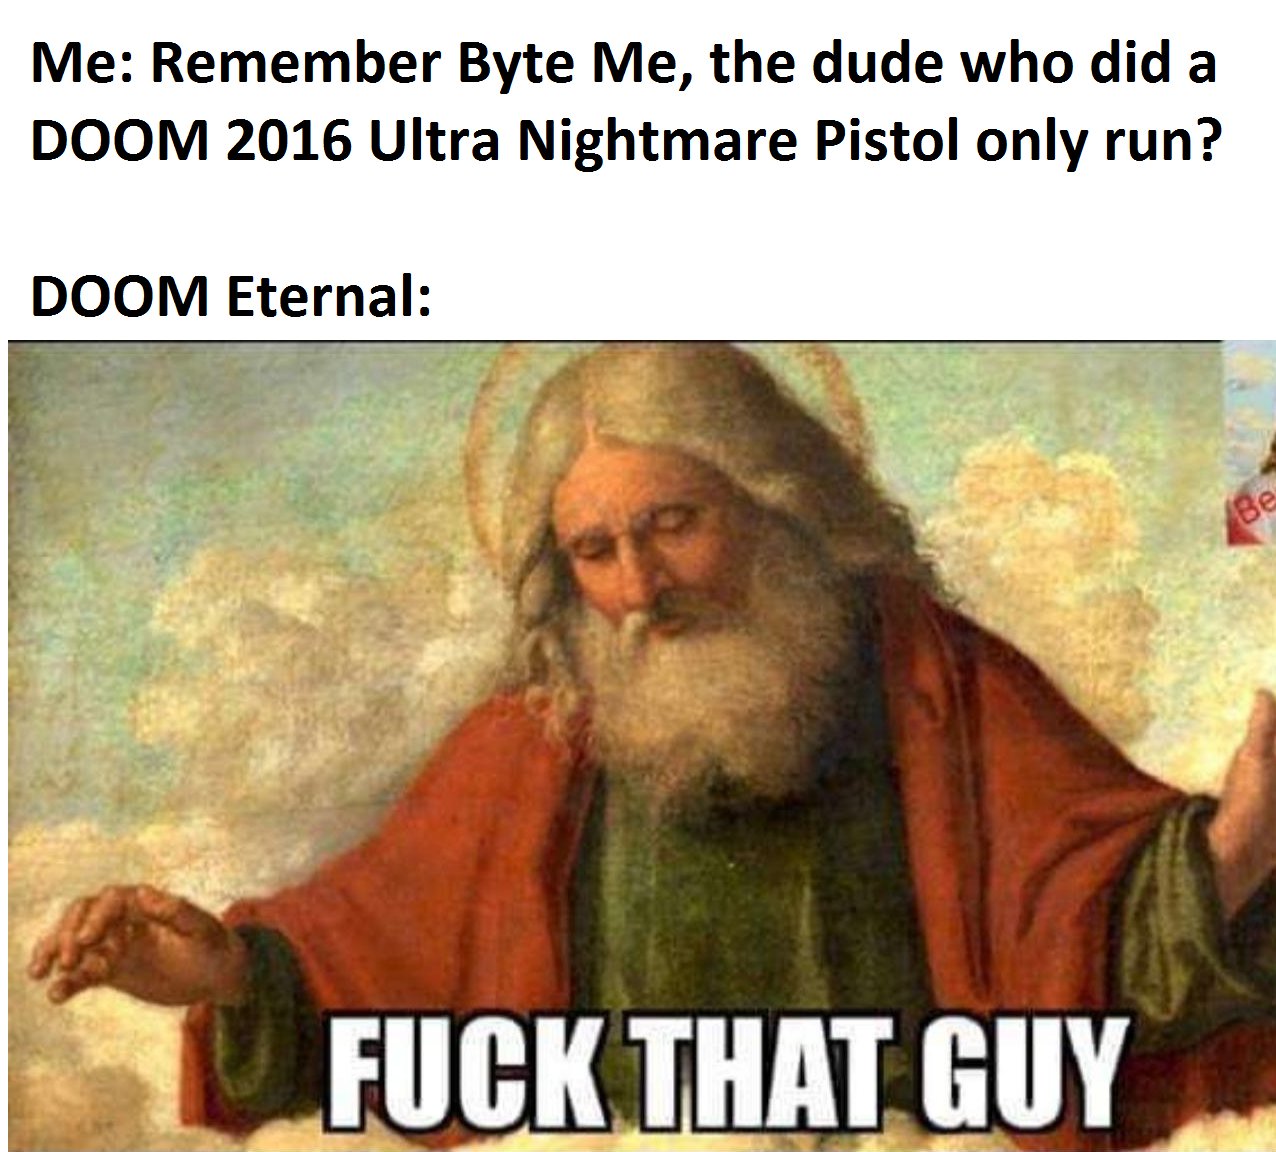 Me: Remember Byte Me, the dude who did a
DOOM 2016 Ultra Nightmare Pistol only run?
DOOM Eternal:
Be
FUCK THAT GUY